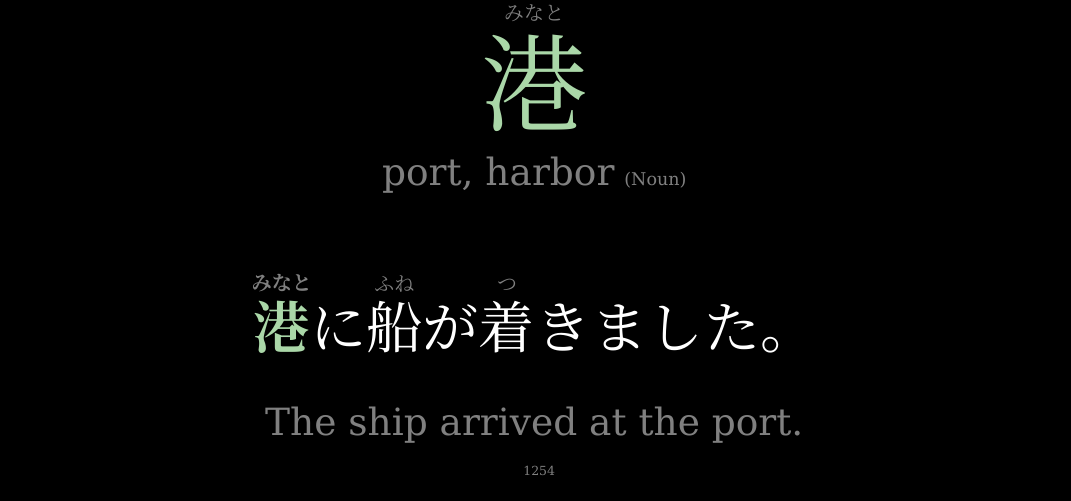 みなと
港
port, harbor (Noun)
みなと ふね つ
港に船が着きました。
The ship arrived at the port.
1254